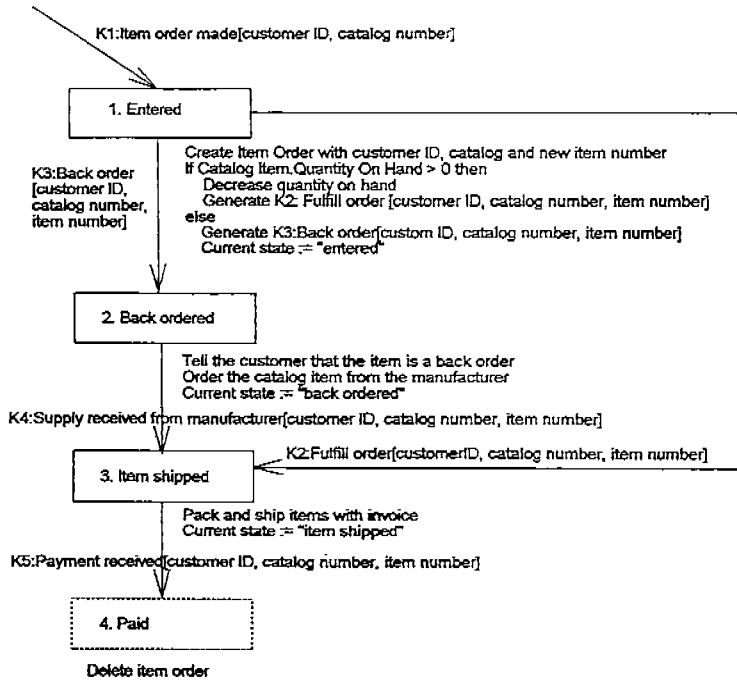 K1:Item order made[customer ID, catalog number]
1. Entered
K3:Back order
[customer ID,
catalog number,
item number]
Create Item Order with customer ID, catalog and new item number
If Catalog Item.Quantity On Hand > 0 then
Decrease quantity on hand
Generate K2: Fulfill order [customer ID, catalog number, item number]
else
Generate K3:Back order[custom ID, catalog number, item number]
Current state := "entered"
2. Back ordered
Tell the customer that the item is a back order
Order the catalog item from the manufacturer
Current state := "back ordered"
K4:Supply received from manufacturer[customer ID, catalog number, item number]
K2:Fulfill order[customerID, catalog number, item number]
3. Item shipped
Pack and ship items with invoice
Current state := "item shipped"
K5:Payment received[customer ID, catalog number, item number]
4. Paid
Delete item order